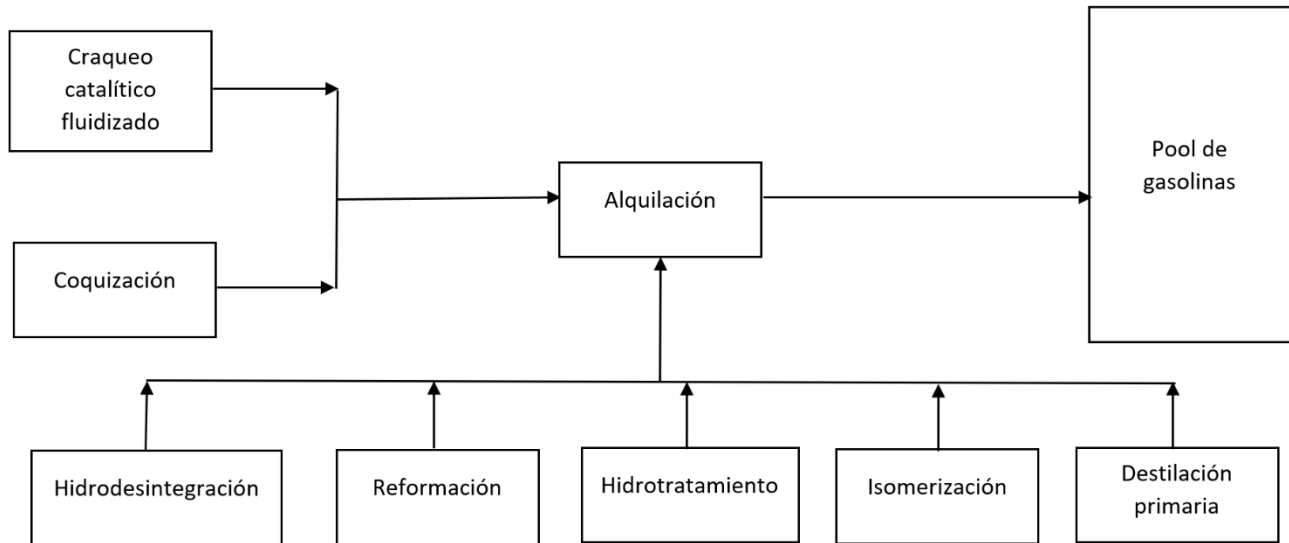 Craqueo
catalítico
fluidizado
Pool de
gasolinas
Alquilación
Coquización
Hidrodesintegración
Reformación
Hidrotratamiento
Isomerización
Destilación
primaria